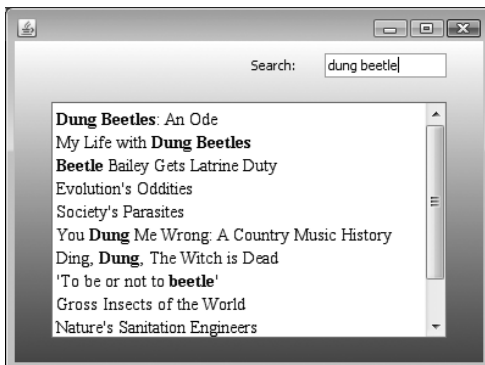 Search: dung beetle
Dung Beetles: An Ode
My Life with Dung Beetles
Beetle Bailey Gets Latrine Duty
Evolution's Oddities
Society's Parasites
You Dung Me Wrong: A Country Music History
Ding, Dung, The Witch is Dead
'To be or not to beetle'
Gross Insects of the World
Nature's Sanitation Engineers